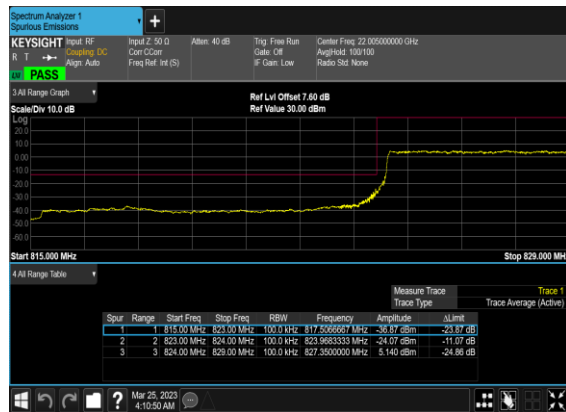 Spectrum Analyzer 1
Spurious Emissions
KEYSIGHT Input: RF Input Z: 50 Ω Atten: 40 dB Trig: Free Run Center Freq: 22.005000000 GHz
R T Coupling: DC Corr CCorr Gate: Off Avg|Hold: 100/100
Align: Auto Freq Ref: Int (S) IF Gain: Low Radio Std: None
LXI PASS
3 All Range Graph
Ref Lvl Offset 7.60 dB
Scale/Div 10.0 dB Ref Value 30.00 dBm
Log
20.0
10.0
0.00
-10.0
-20.0
-30.0
-40.0
-50.0
-60.0
Start 815.000 MHz Stop 829.000 MH
4 All Range Table
Measure Trace Trace 1
Trace Type Trace Average (Active)
Spur Range Start Freq Stop Freq RBW Frequency Amplitude ΔLimit
1 1 815.00 MHz 823.00 MHz 100.0 kHz 817.5066667 MHz -36.87 dBm -23.87 dB
2 2 823.00 MHz 824.00 MHz 100.0 kHz 823.9683333 MHz -24.07 dBm -11.07 dB
3 3 824.00 MHz 829.00 MHz 100.0 kHz 827.3500000 MHz 5.140 dBm -24.86 dB
? Mar 25, 2023
4:10:50 AM